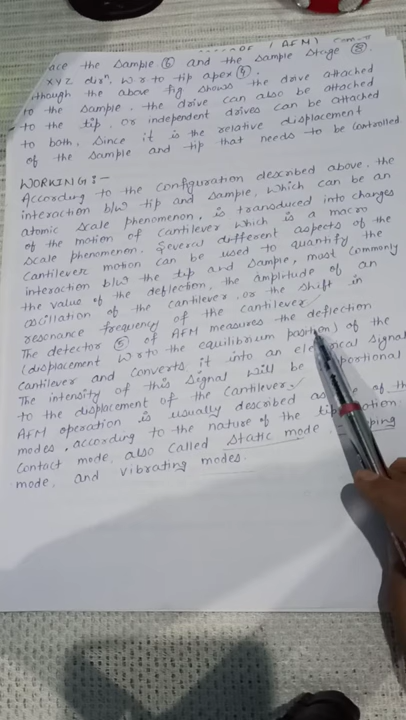 (AFM)
ace the sample ⑥ and the sample stage ⑧
xyz dirⁿ. w r to tip apex ④.
though the above fig shows the drive attached
to the sample. the drive can also be attached
to the tip, or independent drives can be attached
to both, Since it is the relative displacement
of the sample and tip that needs to be controlled.
WORKING :-
According to the configuration described above. the
interaction b/w tip and sample, which can be an
atomic scale phenomenon, is transduced into changes
of the motion of cantilever which is a macro
scale phenomenon. Several different aspects of the
cantilever motion can be used to quantify the
interaction b/w the tip and sample, most commonly
the value of the deflection, the amplitude of an
oscillation of the cantilever, or the shift in
resonance frequency of the cantilever
The detector ⑤ of AFM measures the deflection
(displacement w r to the equilibrium position) of the
cantilever and converts it into an electrical signal
The intensity of this signal will be proportional
to the displacement of the cantilever.
AFM operation is usually described as of th
modes, according to the nature of the tip motion
Contact mode, also called static mode
mode, and vibrating modes.